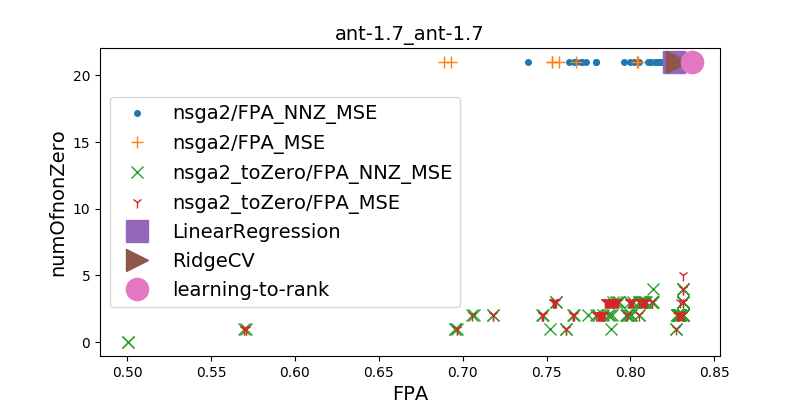 ant-1.7_ant-1.7
numOfnonZero
20
15
10
5
0
nsga2/FPA_NNZ_MSE
nsga2/FPA_MSE
nsga2_toZero/FPA_NNZ_MSE
nsga2_toZero/FPA_MSE
LinearRegression
RidgeCV
learning-to-rank
0.50 0.55 0.60 0.65 0.70 0.75 0.80 0.85
FPA